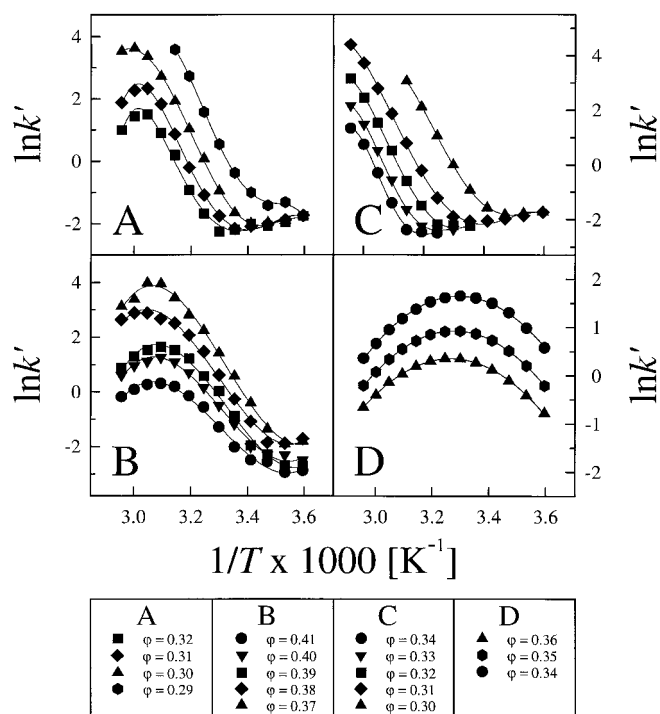 4
2
0
-2
A
C
4
2
0
-2
lnk′
lnk′
4
2
0
-2
B
D
2
1
0
-1
-2
lnk′
lnk′
3.0 3.2 3.4 3.6
3.0 3.2 3.4 3.6
1/T x 1000 [K⁻¹]
A
φ = 0.32
φ = 0.31
φ = 0.30
φ = 0.29
B
φ = 0.41
φ = 0.40
φ = 0.39
φ = 0.38
φ = 0.37
C
φ = 0.34
φ = 0.33
φ = 0.32
φ = 0.31
φ = 0.30
D
φ = 0.36
φ = 0.35
φ = 0.34